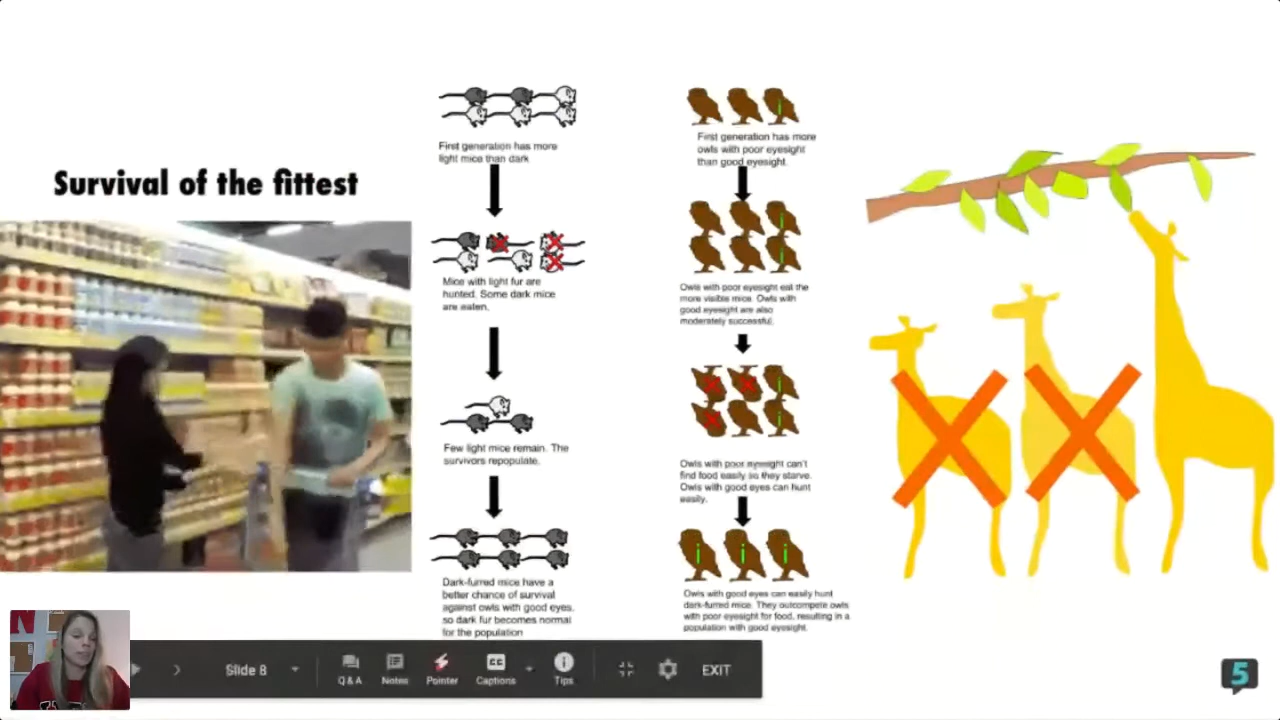 Survival of the fittest
First generation has more
light mice than dark
Mice with light fur are
hunted. Some dark mice
are eaten.
Few light mice remain. The
survivors repopulate.
Dark-furred mice have a
better chance of survival
against owls with good eyes,
so dark fur becomes normal
for the population
First generation has more
owls with poor eyesight
than good eyesight.
Owls with poor eyesight eat the
more visible mice. Owls with
good eyesight are also
moderately successful.
Owls with poor eyesight can't
find food easily so they starve.
Owls with good eyes can hunt
easily.
Owls with good eyes can easily hunt
dark-furred mice. They outcompete owls
with poor eyesight for food, resulting in a
population with good eyesight.
N
Slide 8
Q & A
Notes
Pointer
CC
Captions
Tips
EXIT
5